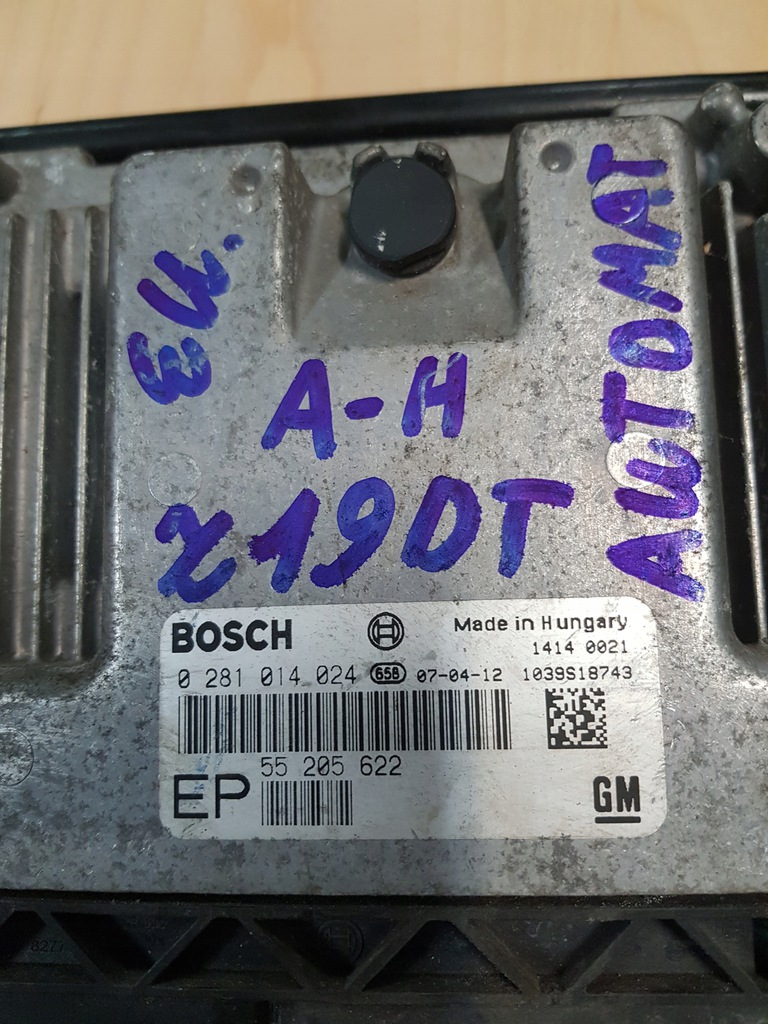 EU.
AUTOMAT
A-H
Z19DT
BOSCH
Made in Hungary
1414 0021
0 281 014 024 658 07-04-12 1039S18743
55 205 622
EP
GM